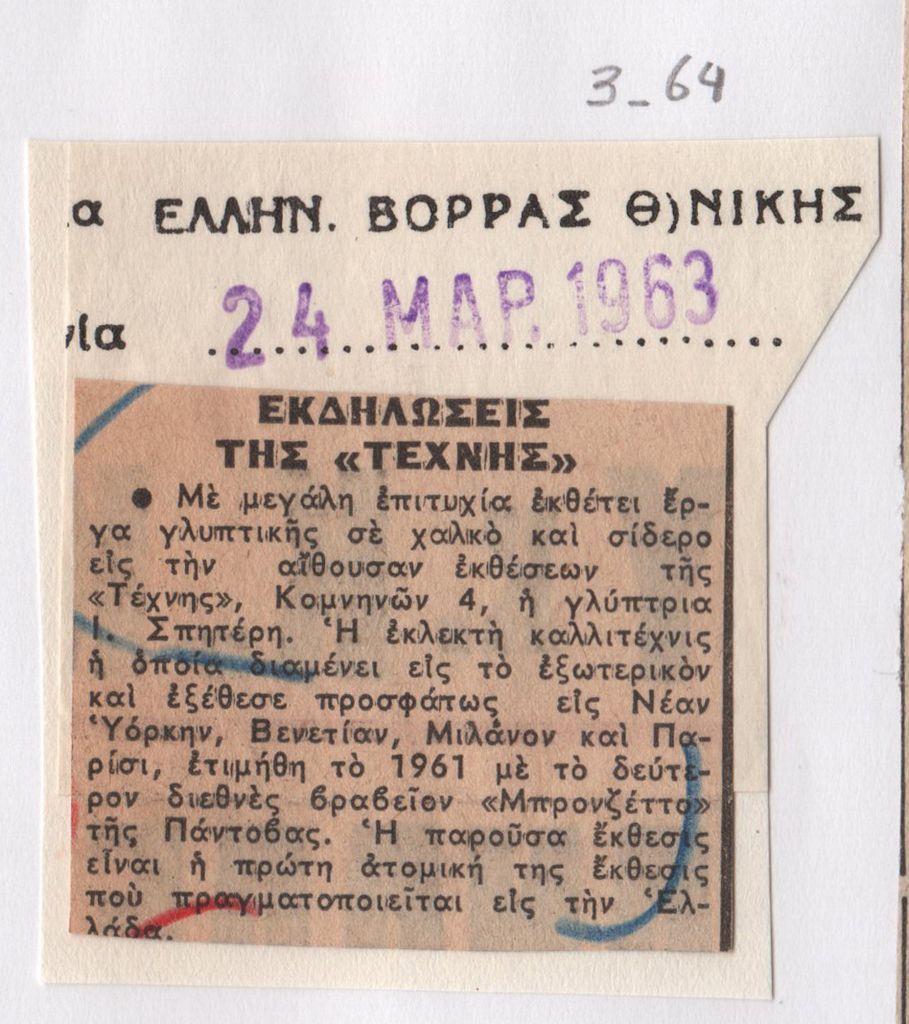 3_64
α ΕΛΛΗΝ. ΒΟΡΡΑΣ Θ)ΝΙΚΗΣ
νία 24 ΜΑΡ. 1963
ΕΚΔΗΛΩΣΕΙΣ
ΤΗΣ «ΤΕΧΝΗΣ»
● Μὲ μεγάλη ἐπιτυχία ἐκθέτει ἔρ-
γα γλυπτικῆς σὲ χαλκὸ καὶ σίδερο
εἰς τὴν αἴθουσαν ἐκθέσεων τῆς
«Τέχνης», Κομνηνῶν 4, ἡ γλύπτρια
Ι. Σπητέρη. Ἡ ἐκλεκτὴ καλλιτέχνις
ἡ ὁποία διαμένει εἰς τὸ ἐξωτερικὸν
καὶ ἐξέθεσε προσφάτως εἰς Νέαν
Ὑόρκην, Βενετίαν, Μιλάνον καὶ Πα-
ρίσι, ἐτιμήθη τὸ 1961 μὲ τὸ δεύτε-
ρον διεθνὲς βραβεῖον «Μπρονζέττο»
τῆς Πάντοβας. Ἡ παροῦσα ἔκθεσις
εἶναι ἡ πρώτη ἀτομική της ἔκθεσις
ποὺ πραγματοποιεῖται εἰς τὴν Ἑλ-
λάδα.